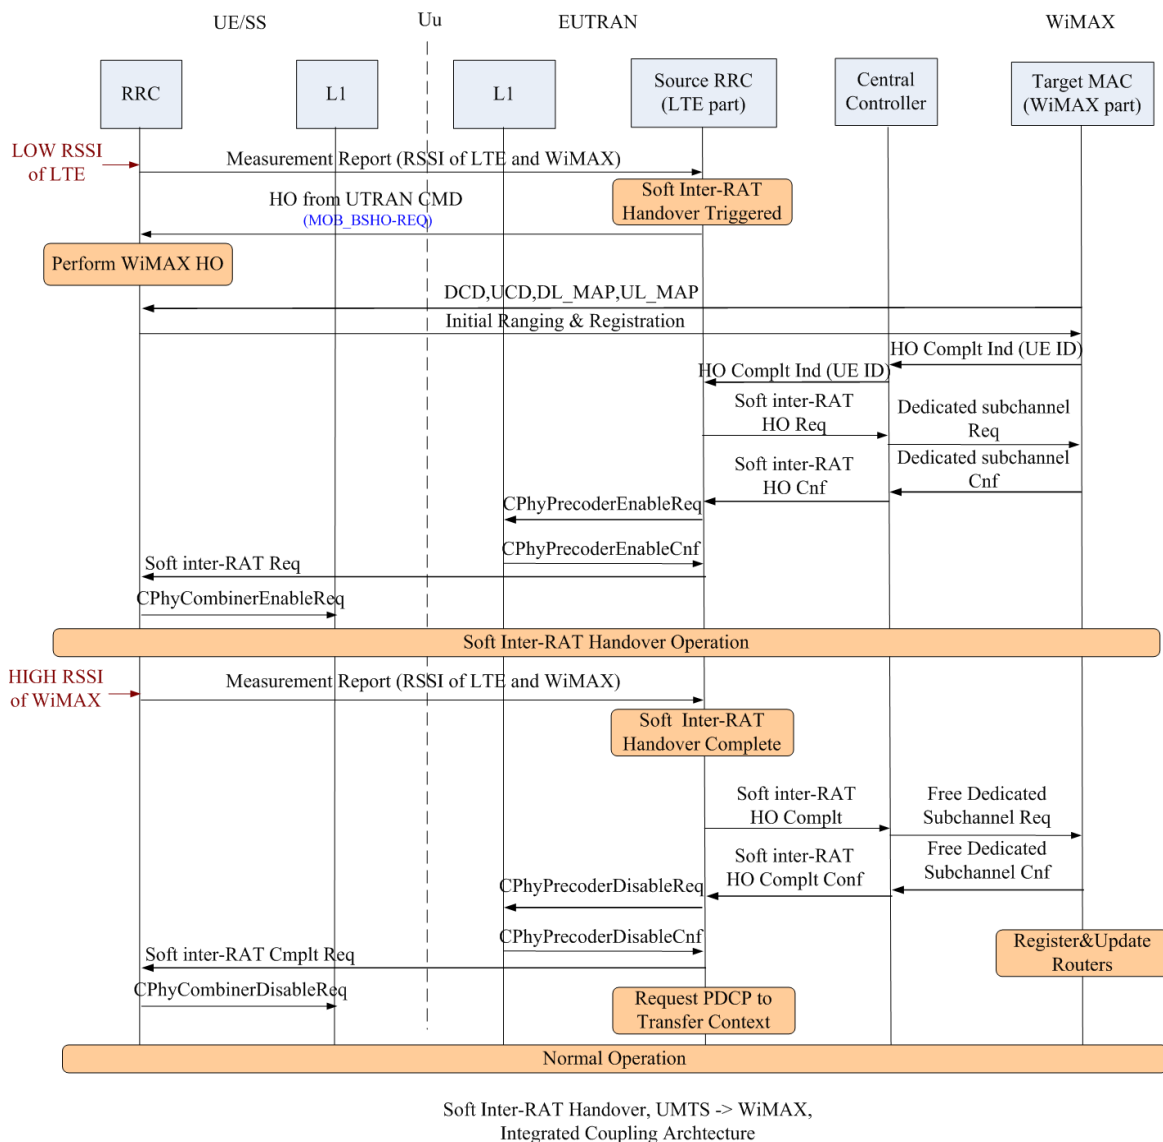 UE/SS
Uu
EUTRAN
WiMAX
RRC
L1
L1
Source RRC
(LTE part)
Central
Controller
Target MAC
(WiMAX part)
LOW RSSI
of LTE
Measurement Report (RSSI of LTE and WiMAX)
Soft Inter-RAT
Handover Triggered
HO from UTRAN CMD
(MOB_BSHO-REQ)
Perform WiMAX HO
DCD,UCD,DL_MAP,UL_MAP
Initial Ranging & Registration
HO Complt Ind (UE ID)
HO Complt Ind (UE ID)
Soft inter-RAT
HO Req
Dedicated subchannel
Req
Soft inter-RAT
HO Cnf
Dedicated subchannel
Cnf
CPhyPrecoderEnableReq
CPhyPrecoderEnableCnf
Soft inter-RAT Req
CPhyCombinerEnableReq
Soft Inter-RAT Handover Operation
HIGH RSSI
of WiMAX
Measurement Report (RSSI of LTE and WiMAX)
Soft Inter-RAT
Handover Complete
Soft inter-RAT
HO Complt
Free Dedicated
Subchannel Req
Soft inter-RAT
HO Complt Conf
Free Dedicated
Subchannel Cnf
CPhyPrecoderDisableReq
CPhyPrecoderDisableCnf
Register&Update
Routers
Soft inter-RAT Cmplt Req
CPhyCombinerDisableReq
Request PDCP to
Transfer Context
Normal Operation
Soft Inter-RAT Handover, UMTS -> WiMAX,
Integrated Coupling Archtecture